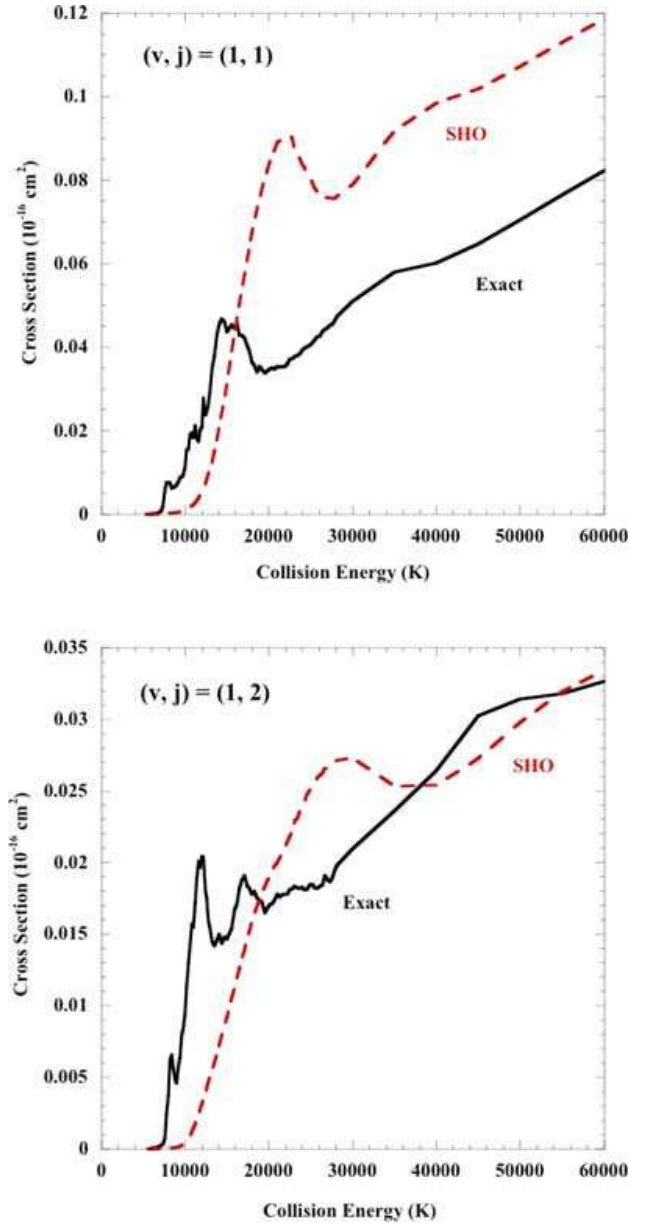 0.12
(v, j) = (1, 1)
0.1
SHO
0.08
0.06
Exact
0.04
0.02
0
Cross Section (10⁻¹⁶ cm²)
0 10000 20000 30000 40000 50000 60000
Collision Energy (K)
0.035
(v, j) = (1, 2)
0.03
SHO
0.025
0.02
Exact
0.015
0.01
0.005
0
Cross Section (10⁻¹⁶ cm²)
0 10000 20000 30000 40000 50000 60000
Collision Energy (K)